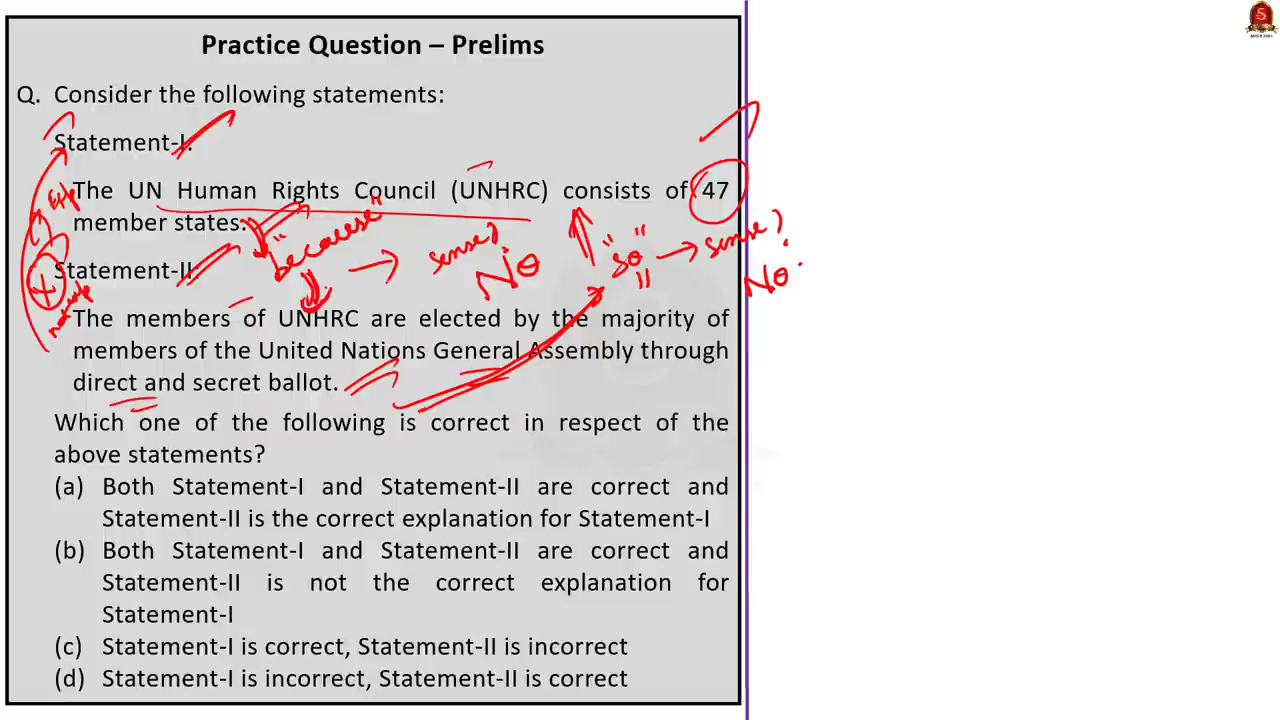 Practice Question – Prelims
Q. Consider the following statements:
Statement-I:
The UN Human Rights Council (UNHRC) consists of 47
member states.
"because" → sense? No
"so" → sense? No
Statement-II:
The members of UNHRC are elected by the majority of
members of the United Nations General Assembly through
direct and secret ballot.
Which one of the following is correct in respect of the
above statements?
(a) Both Statement-I and Statement-II are correct and
Statement-II is the correct explanation for Statement-I
(b) Both Statement-I and Statement-II are correct and
Statement-II is not the correct explanation for
Statement-I
(c) Statement-I is correct, Statement-II is incorrect
(d) Statement-I is incorrect, Statement-II is correct